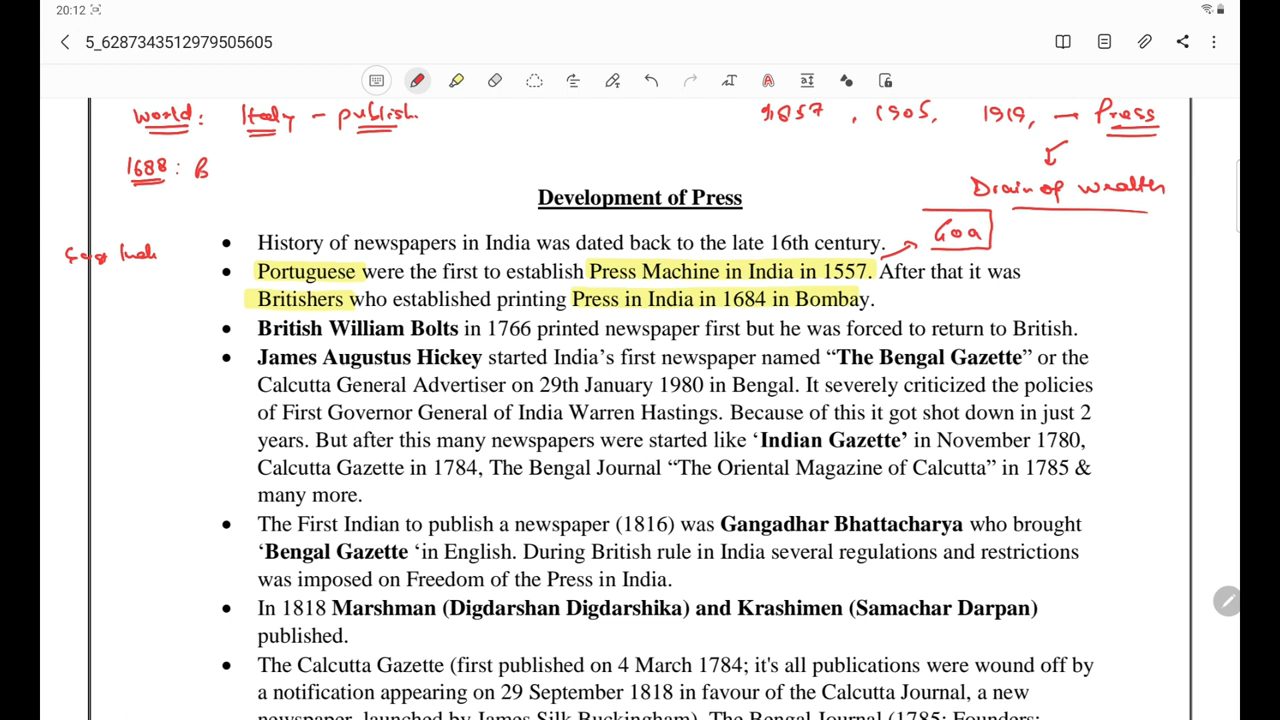 20:12
5_6287343512979505605
world: Italy - publish. 1857, 1905, 1919, → Press
1688: B
Drain of wealth
Development of Press
Goa
• History of newspapers in India was dated back to the late 16th century.
• Portuguese were the first to establish Press Machine in India in 1557. After that it was
Britishers who established printing Press in India in 1684 in Bombay.
• British William Bolts in 1766 printed newspaper first but he was forced to return to British.
• James Augustus Hickey started India’s first newspaper named “The Bengal Gazette” or the
Calcutta General Advertiser on 29th January 1980 in Bengal. It severely criticized the policies
of First Governor General of India Warren Hastings. Because of this it got shot down in just 2
years. But after this many newspapers were started like ‘Indian Gazette’ in November 1780,
Calcutta Gazette in 1784, The Bengal Journal “The Oriental Magazine of Calcutta” in 1785 &
many more.
• The First Indian to publish a newspaper (1816) was Gangadhar Bhattacharya who brought
‘Bengal Gazette ‘in English. During British rule in India several regulations and restrictions
was imposed on Freedom of the Press in India.
• In 1818 Marshman (Digdarshan Digdarshika) and Krashimen (Samachar Darpan)
published.
• The Calcutta Gazette (first published on 4 March 1784; it's all publications were wound off by
a notification appearing on 29 September 1818 in favour of the Calcutta Journal, a new
newspaper, launched by James Silk Buckingham). The Bengal Journal (1785; Founders: